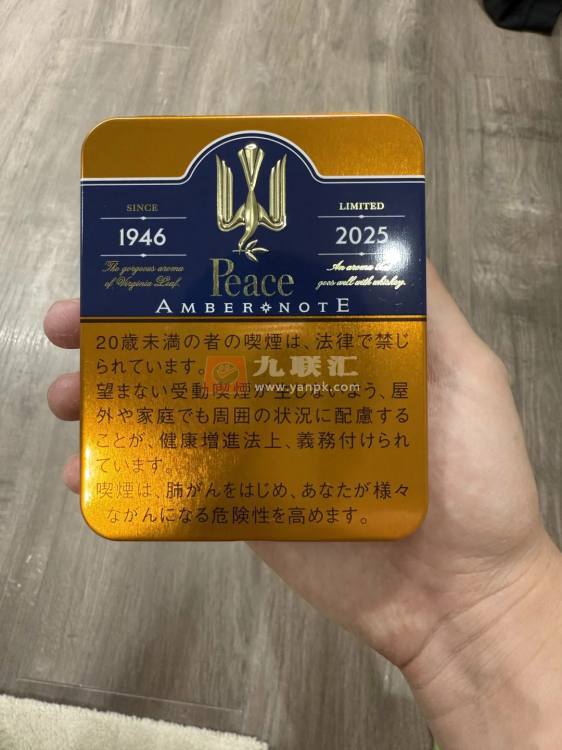 SINCE
1946
The gorgeous aroma
of Virginia Leaf.
LIMITED
2025
An aroma that
goes well with whiskey.
Peace
AMBER NOTE
20歳未満の者の喫煙は、法律で禁じ
られています。
望まない受動喫煙が生じないよう、屋
外や家庭でも周囲の状況に配慮する
ことが、健康増進法上、義務付けられ
ています。
喫煙は、肺がんをはじめ、あなたが様々
ながんになる危険性を高めます。
九联汇
www.yanpk.com